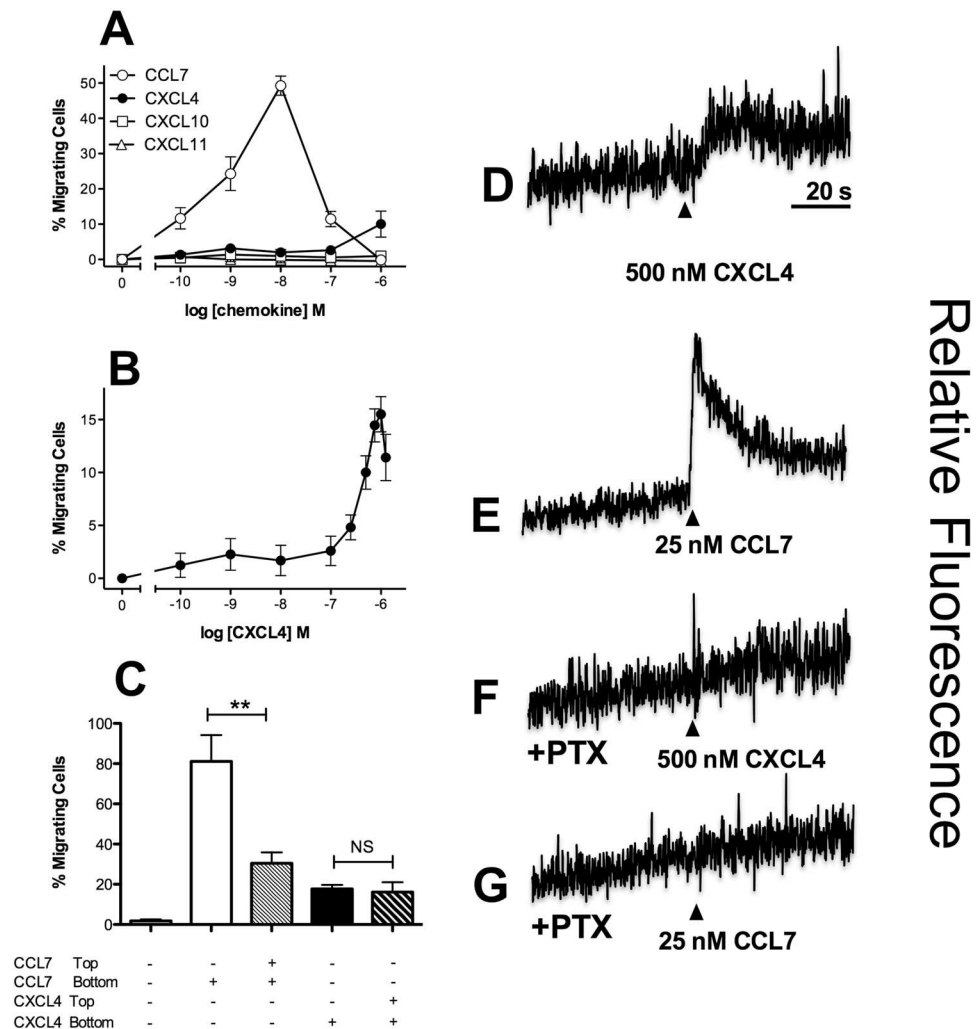 A
CCL7
CXCL4
CXCL10
CXCL11
% Migrating Cells
50
40
30
20
10
0
0 -10 -9 -8 -7 -6
log [chemokine] M
B
% Migrating Cells
15
10
5
0
0 -10 -9 -8 -7 -6
log [CXCL4] M
C
% Migrating Cells
100
80
60
40
20
0
**
NS
CCL7 Top - - + - -
CCL7 Bottom - + + - -
CXCL4 Top - - - - +
CXCL4 Bottom - - - + +
D
20 s
500 nM CXCL4
E
25 nM CCL7
F
+PTX
500 nM CXCL4
G
+PTX
25 nM CCL7
Relative Fluorescence